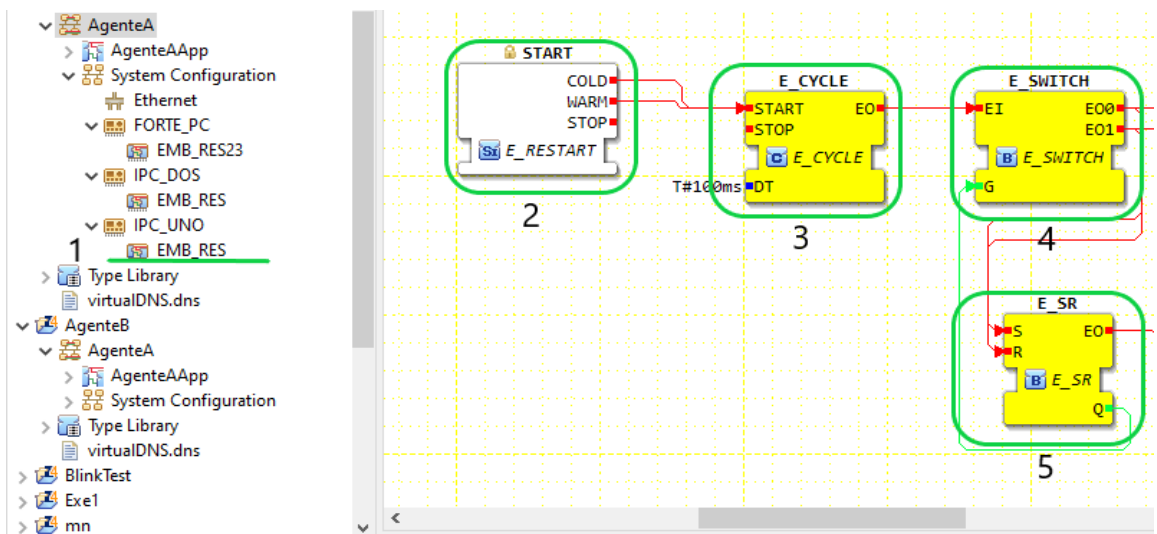 AgenteA
AgenteAApp
System Configuration
Ethernet
FORTE_PC
EMB_RES23
IPC_DOS
EMB_RES
IPC_UNO
1
EMB_RES
Type Library
virtualDNS.dns
AgenteB
AgenteA
AgenteAApp
System Configuration
Type Library
virtualDNS.dns
BlinkTest
Exe1
mn
START
COLD
WARM
STOP
SI E_RESTART
2
E_CYCLE
START EO
STOP
C E_CYCLE
T#100ms DT
3
E_SWITCH
EI EO0
EO1
B E_SWITCH
G
4
E_SR
S EO
R
B E_SR
Q
5